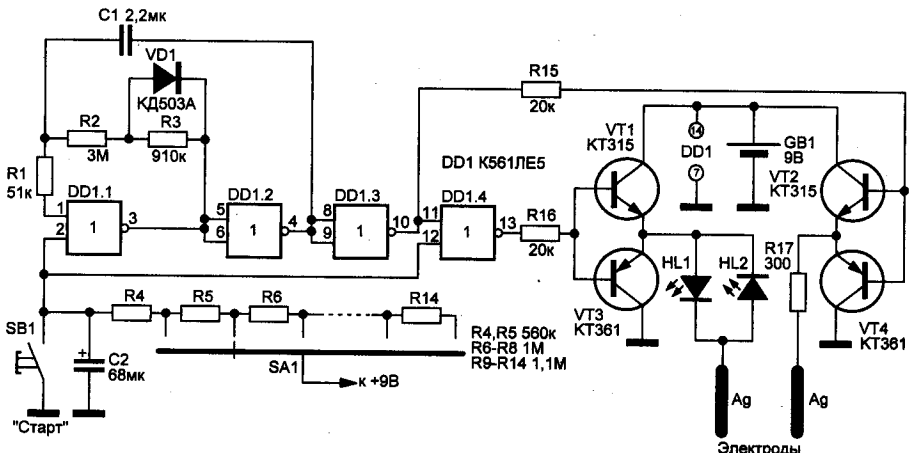 C1 2,2мк
VD1
КД503А
R2
3М
R3
910к
R1
51к
DD1.1
1
2
1
3
DD1.2
5
6
1
4
DD1.3
8
9
1
10
DD1 К561ЛЕ5
DD1.4
11
12
1
13
R15
20к
R16
20к
VT1
КТ315
VT3
КТ361
14
DD1
7
GB1
9В
VT2
КТ315
R17
300
VT4
КТ361
HL1
HL2
Ag
Ag
Электроды
SB1
"Старт"
+
C2
68мк
R4
R5
R6
R14
R4,R5 560к
R6-R8 1М
R9-R14 1,1М
SA1
к +9В